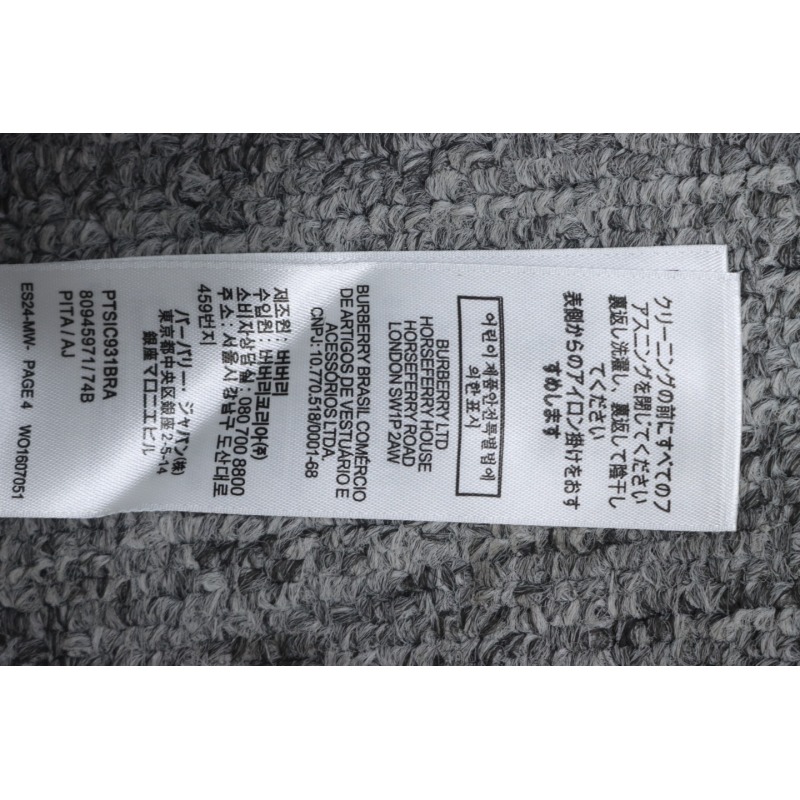 クリーニングの前にすべてのフ
アスニングを閉じてください
裏返し洗濯し、裏返して陰干し
てください
表側からのアイロン掛けをおす
すめします
어린이제품안전특별법에
의한 표시
BURBERRY LTD
HORSEFERRY HOUSE
HORSEFERRY ROAD
LONDON SW1P 2AW
BURBERRY BRASIL COMÉRCIO
DE ARTIGOS DE VESTUÁRIO E
ACESSORIOS LTDA.
CNPJ: 10.770.518/0001-68
제조원 : 버버리
수입원 : 버버리코리아(주)
소비자상담실 : 080 700 8800
주소 : 서울시 강남구 도산대로
459번지
バーバリー・ジャパン(株)
東京都中央区銀座 2-5-14
銀座マロニエビル
PTSIC931BRA
80945971/74B
PITA/AJ
ES24-MW- PAGE 4 WO1607051